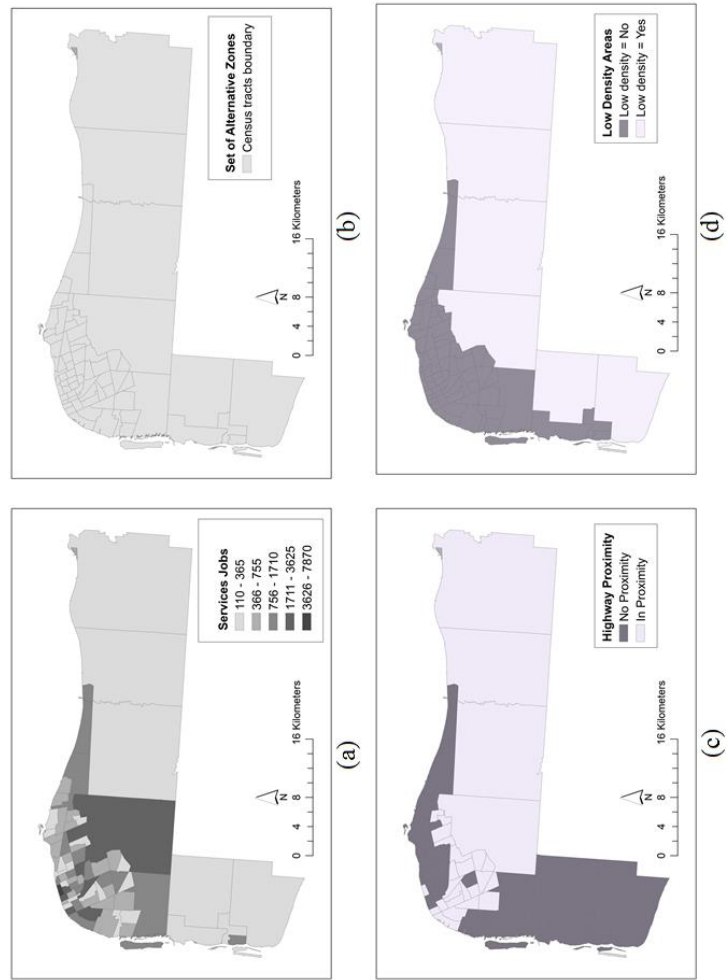 Services Jobs
110 - 365
366 - 755
756 - 1710
1711 - 3625
3626 - 7870
N
0 4 8 16 Kilometers
(a)
Set of Alternative Zones
Census tracts boundary
N
0 4 8 16 Kilometers
(b)
Highway Proximity
No Proximity
In Proximity
N
0 4 8 16 Kilometers
(c)
Low Density Areas
Low density = No
Low density = Yes
N
0 4 8 16 Kilometers
(d)